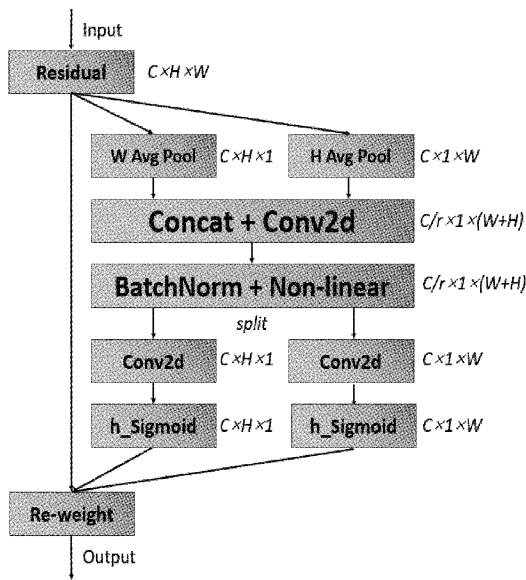 Input
Residual C×H×W
W Avg Pool C×H×1 H Avg Pool C×1×W
Concat + Conv2d C/r×1×(W+H)
BatchNorm + Non-linear C/r×1×(W+H)
split
Conv2d C×H×1 Conv2d C×1×W
h_Sigmoid C×H×1 h_Sigmoid C×1×W
Re-weight
Output